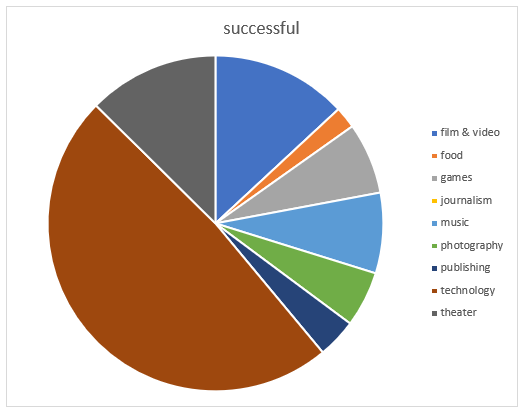 successful
film & video
food
games
journalism
music
photography
publishing
technology
theater